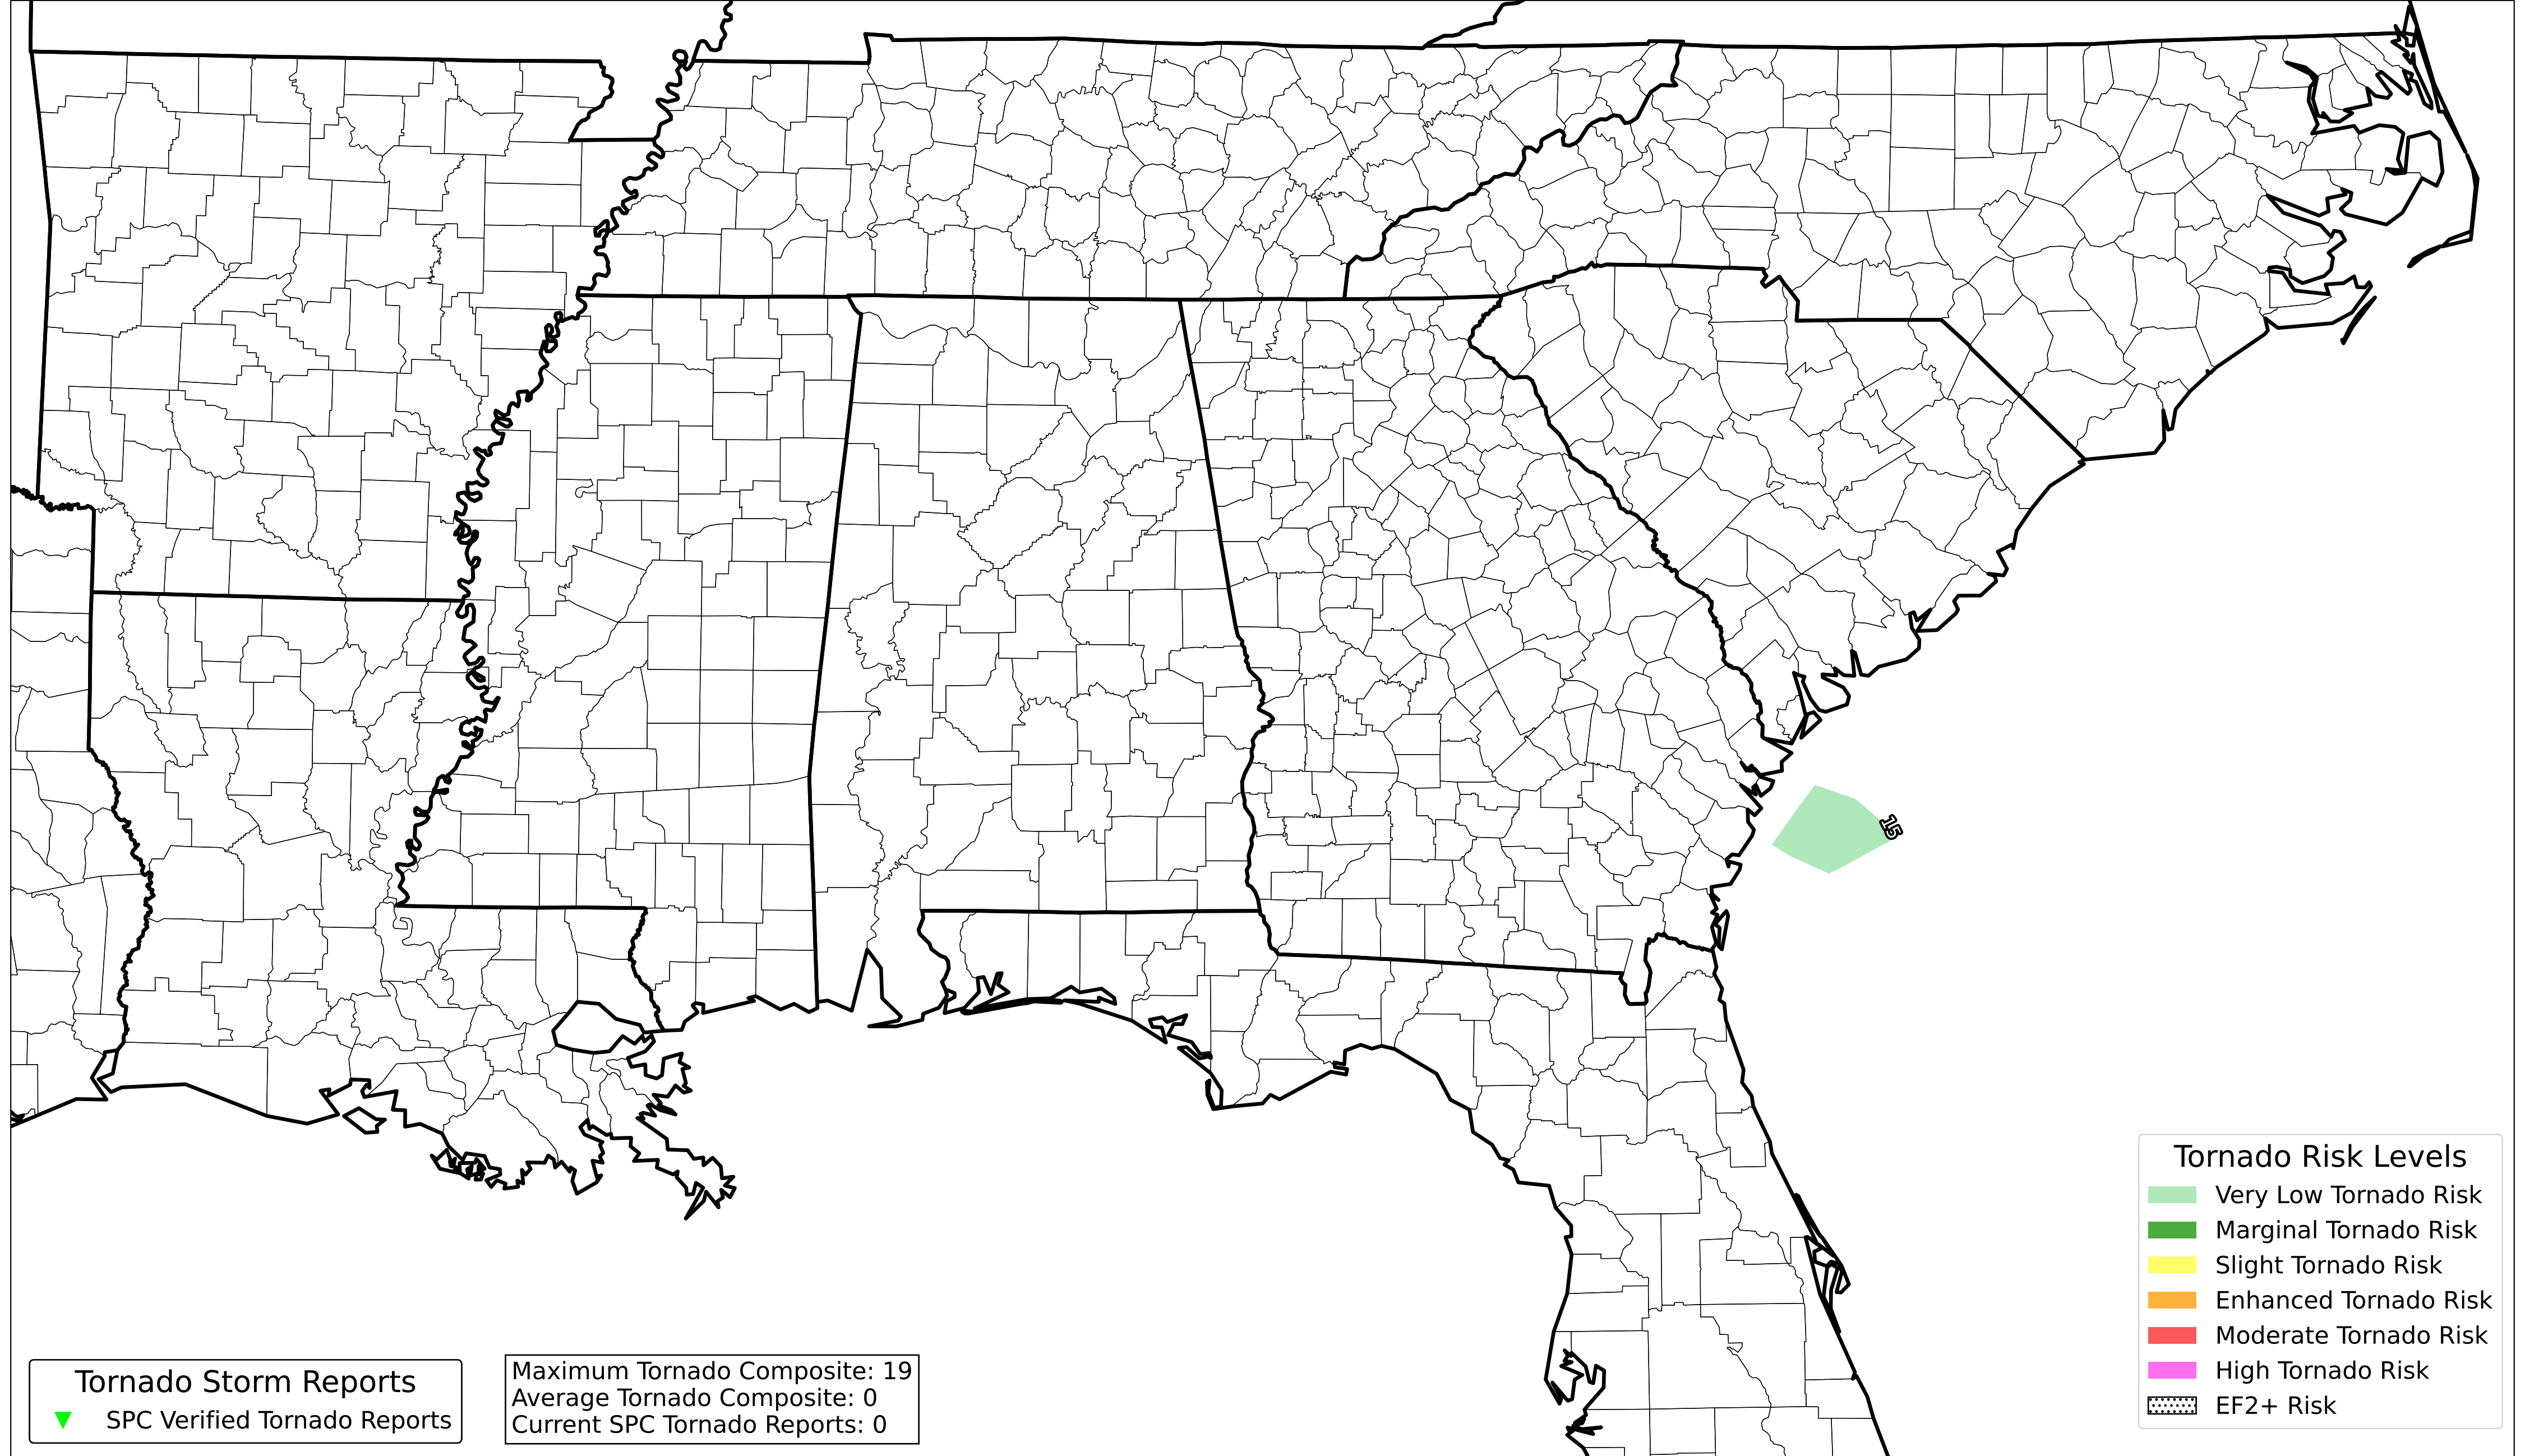 15
Tornado Risk Levels
Very Low Tornado Risk
Marginal Tornado Risk
Slight Tornado Risk
Enhanced Tornado Risk
Moderate Tornado Risk
High Tornado Risk
EF2+ Risk
Tornado Storm Reports
SPC Verified Tornado Reports
Maximum Tornado Composite: 19
Average Tornado Composite: 0
Current SPC Tornado Reports: 0